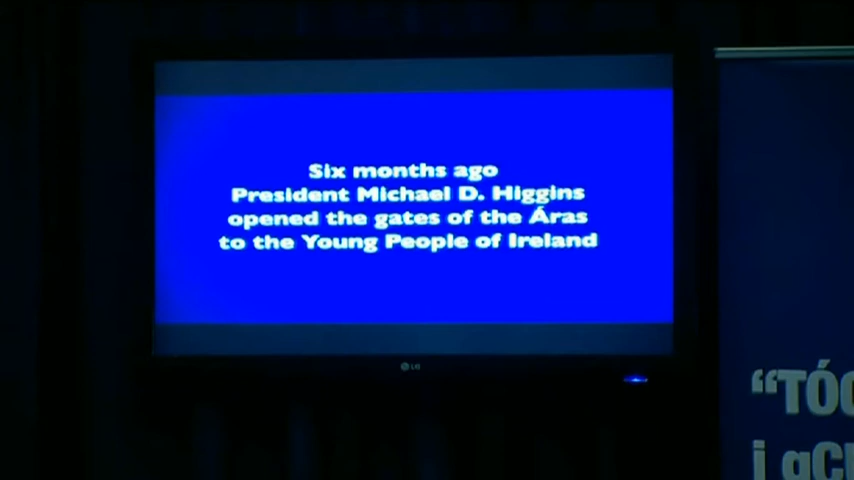 Six months ago
President Michael D. Higgins
opened the gates of the Áras
to the Young People of Ireland
LG